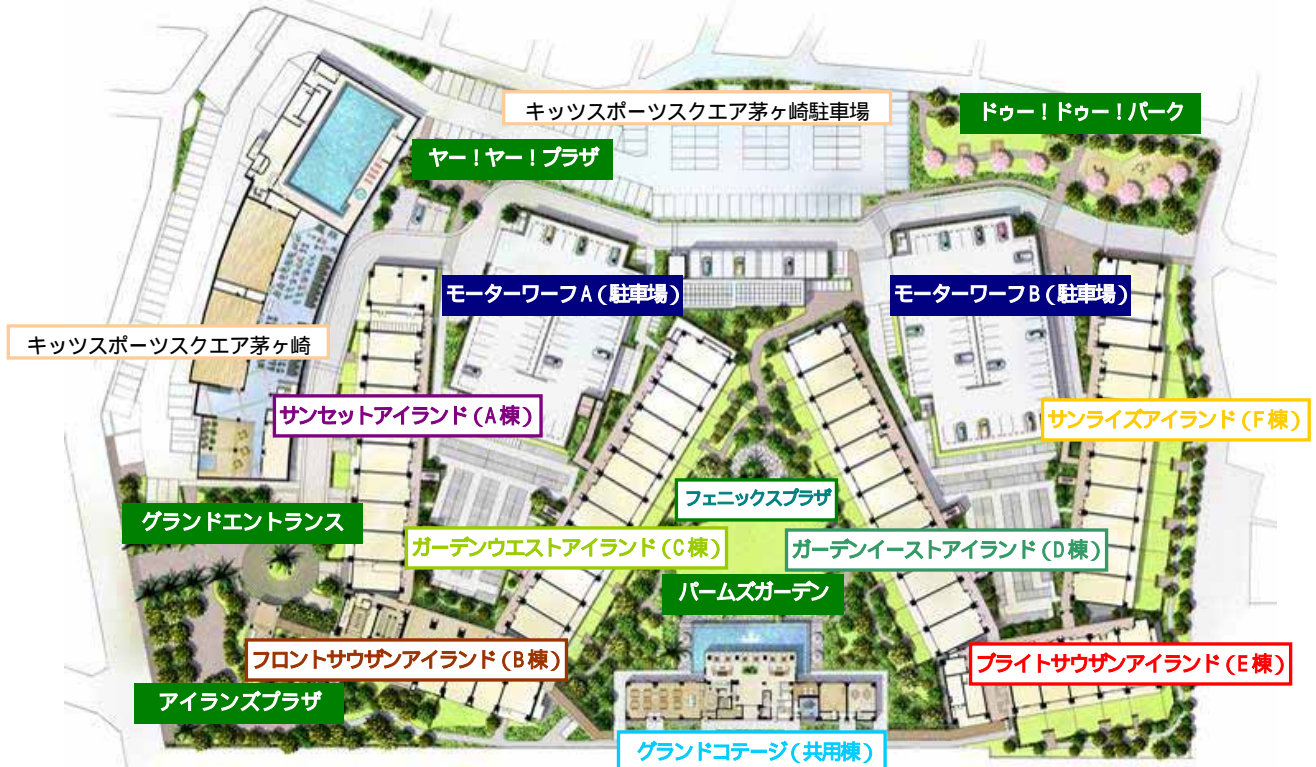 キッツスポーツスクエア茅ヶ崎駐車場
ドゥー！ドゥー！パーク
ヤー！ヤー！プラザ
モーターワーフA（駐車場）
モーターワーフB（駐車場）
キッツスポーツスクエア茅ヶ崎
サンセットアイランド（A棟）
サンライズアイランド（F棟）
フェニックスプラザ
グランドエントランス
ガーデンウエストアイランド（C棟）
ガーデンイーストアイランド（D棟）
パームズガーデン
フロントサウザンアイランド（B棟）
ブライトサウザンアイランド（E棟）
アイランズプラザ
グランドコテージ（共用棟）